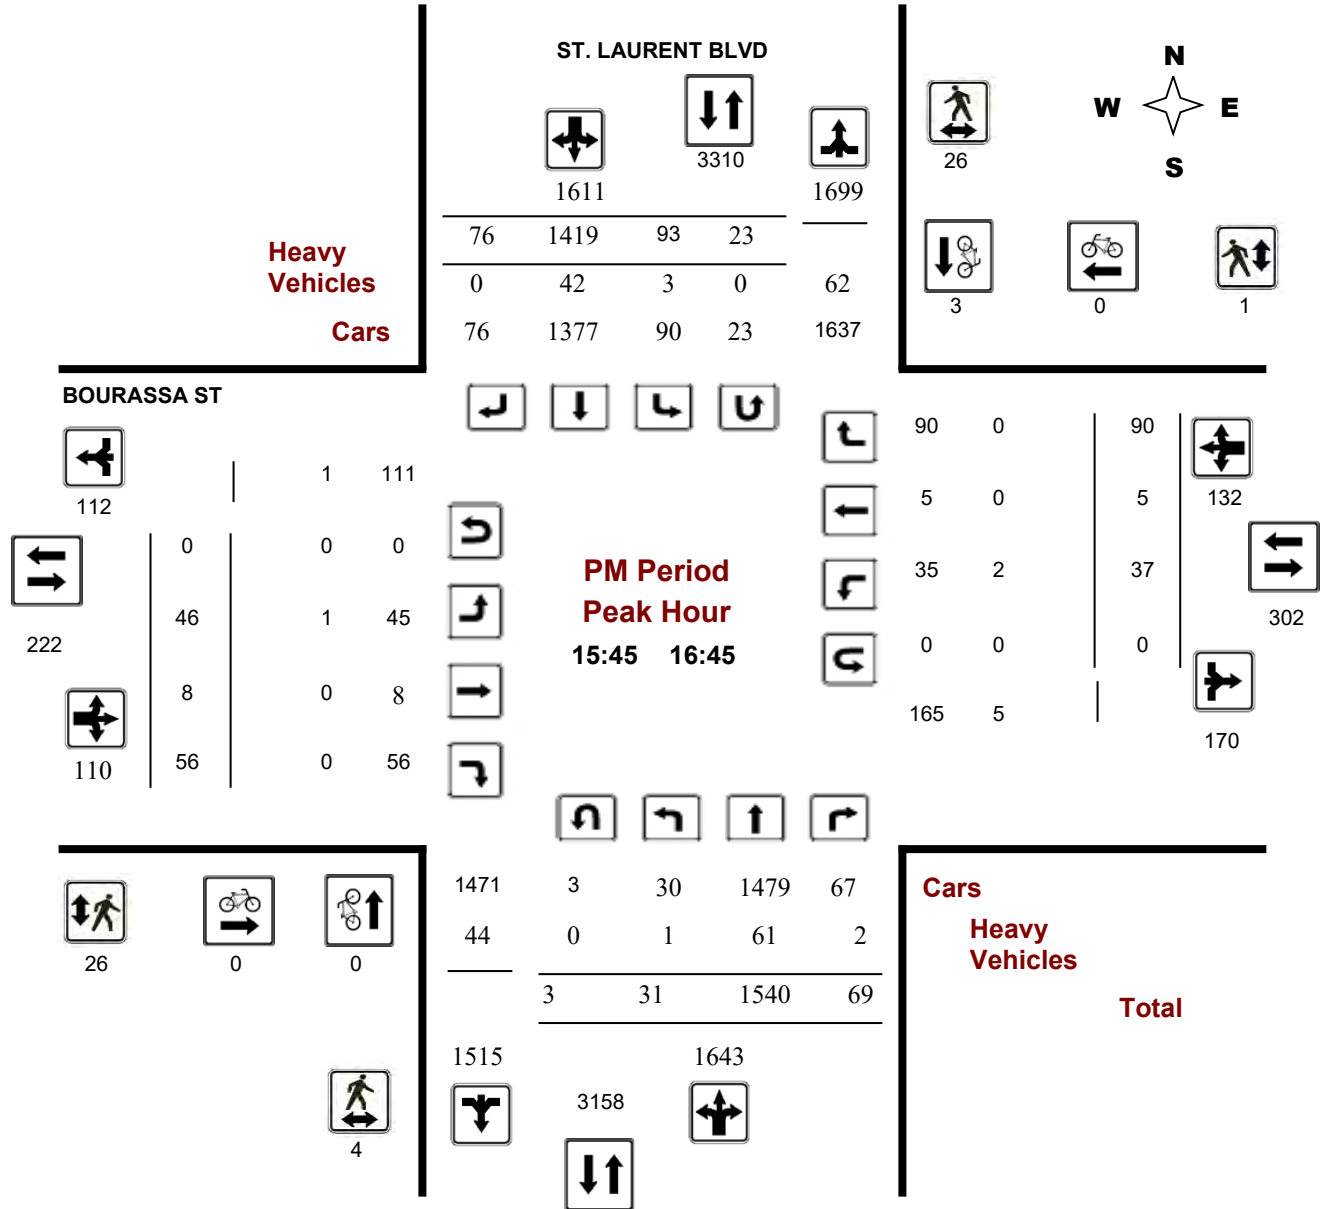 ST. LAURENT BLVD
N
W E
S
3310
26
1611
1699
76 1419 93 23
Heavy
Vehicles
0 42 3 0 62
3 0 1
Cars
76 1377 90 23 1637
BOURASSA ST
90 0 90
1 111
112
5 0 5
132
0 0 0
PM Period
35 2 37
Peak Hour
46 1 45
302
222
15:45 16:45
0 0 0
8 0 8
165 5
170
110
56 0 56
1471 3 30 1479 67
Cars
44 0 1 61 2
Heavy
Vehicles
26 0 0
3 31 1540 69
Total
1515 1643
3158
4